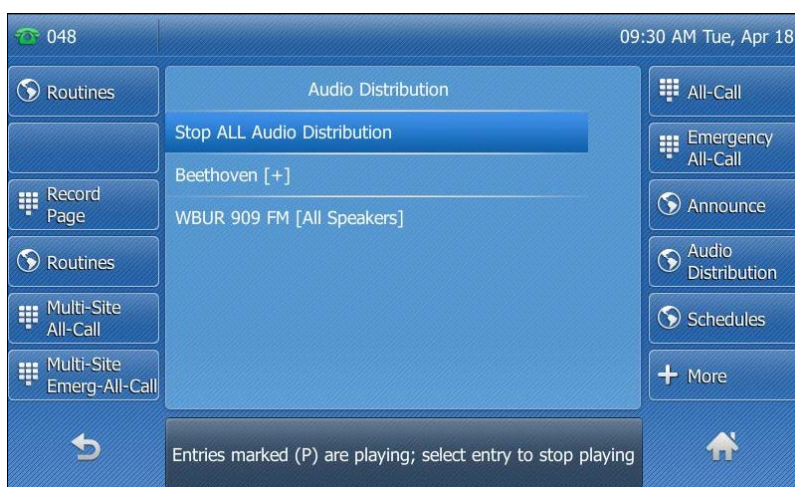 048
09:30 AM Tue, Apr 18
Routines
Record
Page
Routines
Multi-Site
All-Call
Multi-Site
Emerg-All-Call
Audio Distribution
Stop ALL Audio Distribution
Beethoven [+]
WBUR 909 FM [All Speakers]
All-Call
Emergency
All-Call
Announce
Audio
Distribution
Schedules
More
Entries marked (P) are playing; select entry to stop playing